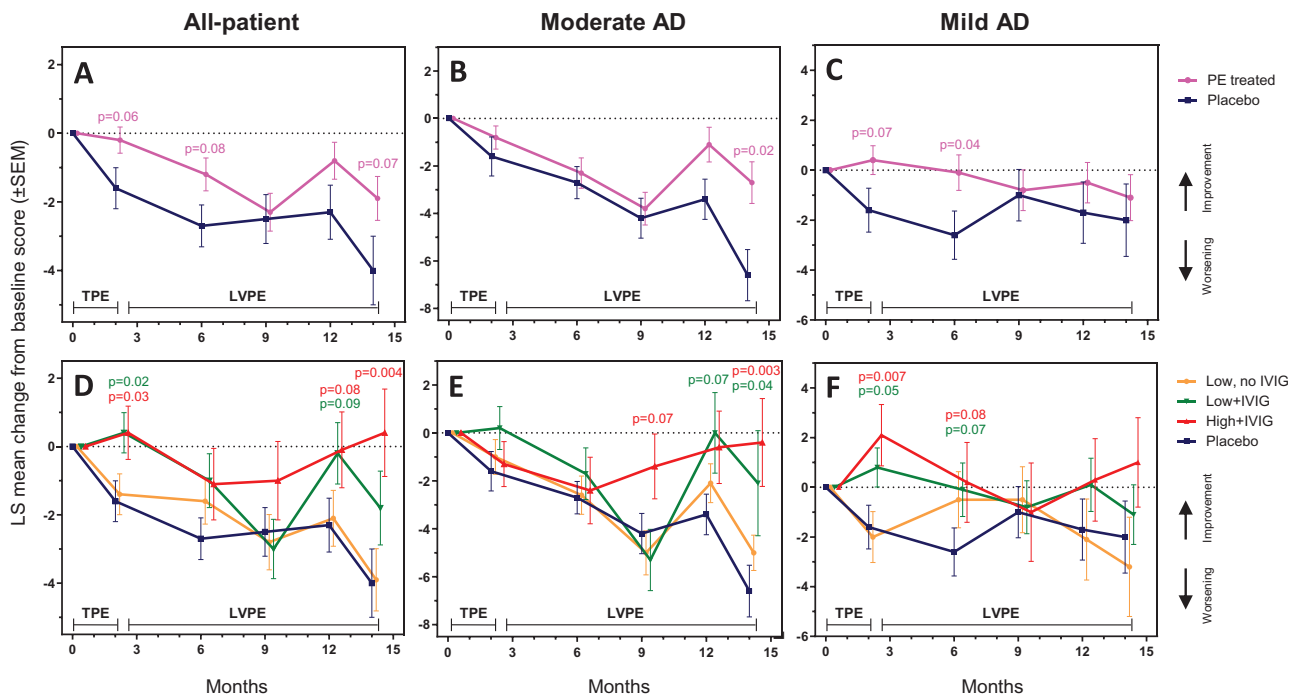 All-patient Moderate AD Mild AD
LS mean change from baseline score (±SEM)
A
2
0
-2
-4
p=0.06
p=0.08
p=0.07
TPE LVPE
0 3 6 9 12 15
B
2
0
-2
-4
-6
-8
p=0.02
TPE LVPE
0 3 6 9 12 15
C
4
2
0
-2
-4
-6
p=0.07
p=0.04
TPE LVPE
0 3 6 9 12 15
PE treated
Placebo
Improvement
Worsening
D
2
0
-2
-4
p=0.02
p=0.03
p=0.08
p=0.09
p=0.004
TPE LVPE
0 3 6 9 12 15
Months
E
2
0
-2
-4
-6
-8
p=0.07
p=0.07
p=0.003
p=0.04
TPE LVPE
0 3 6 9 12 15
Months
F
4
2
0
-2
-4
-6
p=0.007
p=0.05
p=0.08
p=0.07
TPE LVPE
0 3 6 9 12 15
Months
Low, no IVIG
Low+IVIG
High+IVIG
Placebo
Improvement
Worsening